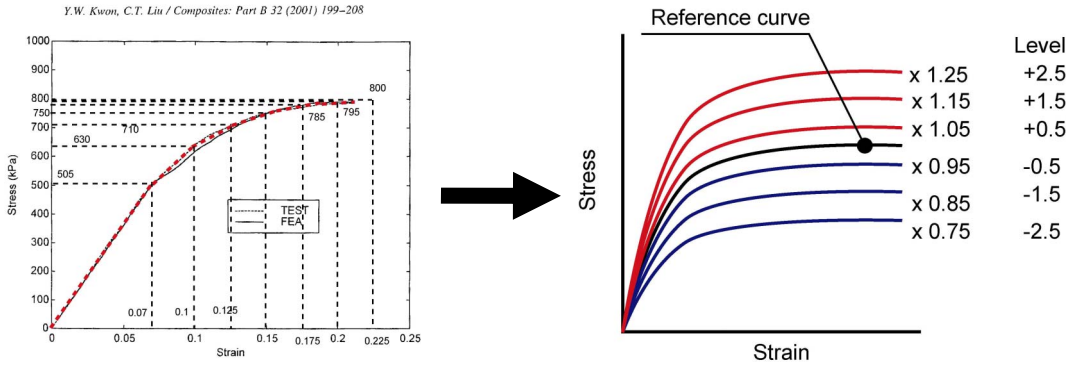 Y.W. Kwon, C.T. Liu / Composites: Part B 32 (2001) 199–208
1000
900
800
800
750
700
710
785
795
630
600
505
500
400
300
200
100
0
Stress (kPa)
TEST
FEA
0.07
0.1
0.125
0
0.05
0.1
0.15
0.175
0.2
0.225
0.25
Strain
Reference curve
Level
x 1.25 +2.5
x 1.15 +1.5
x 1.05 +0.5
x 0.95 -0.5
x 0.85 -1.5
x 0.75 -2.5
Stress
Strain